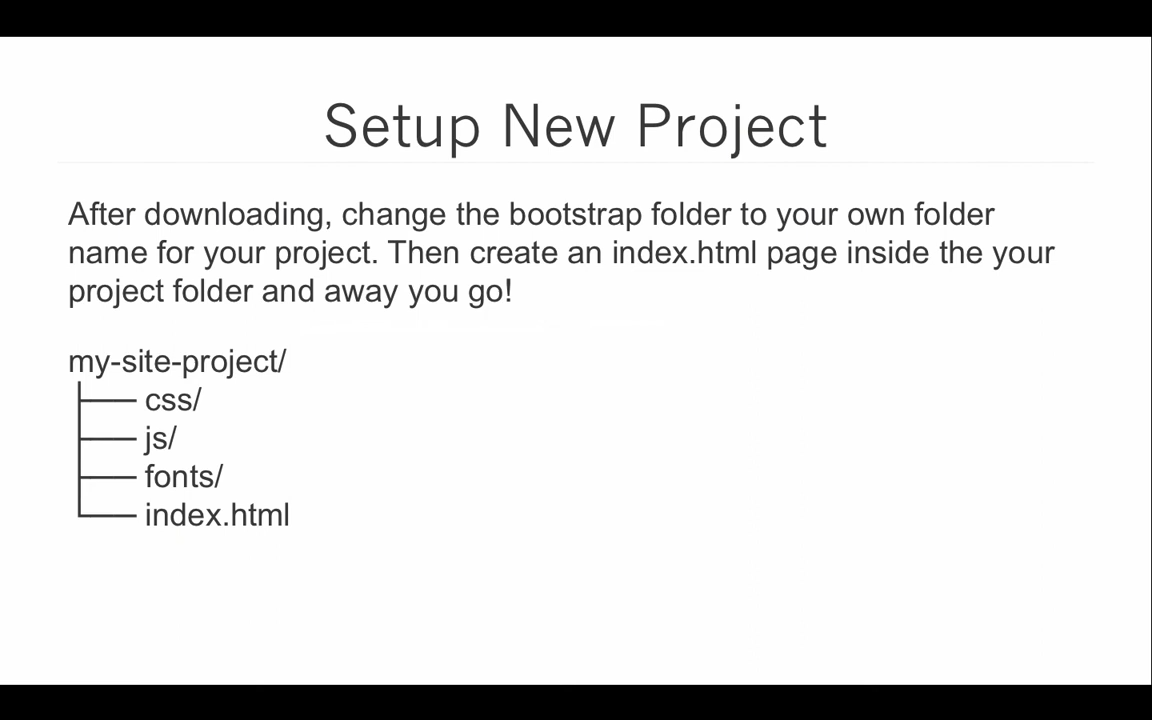 Setup New Project
After downloading, change the bootstrap folder to your own folder
name for your project. Then create an index.html page inside the your
project folder and away you go!
my-site-project/
css/
js/
fonts/
index.html